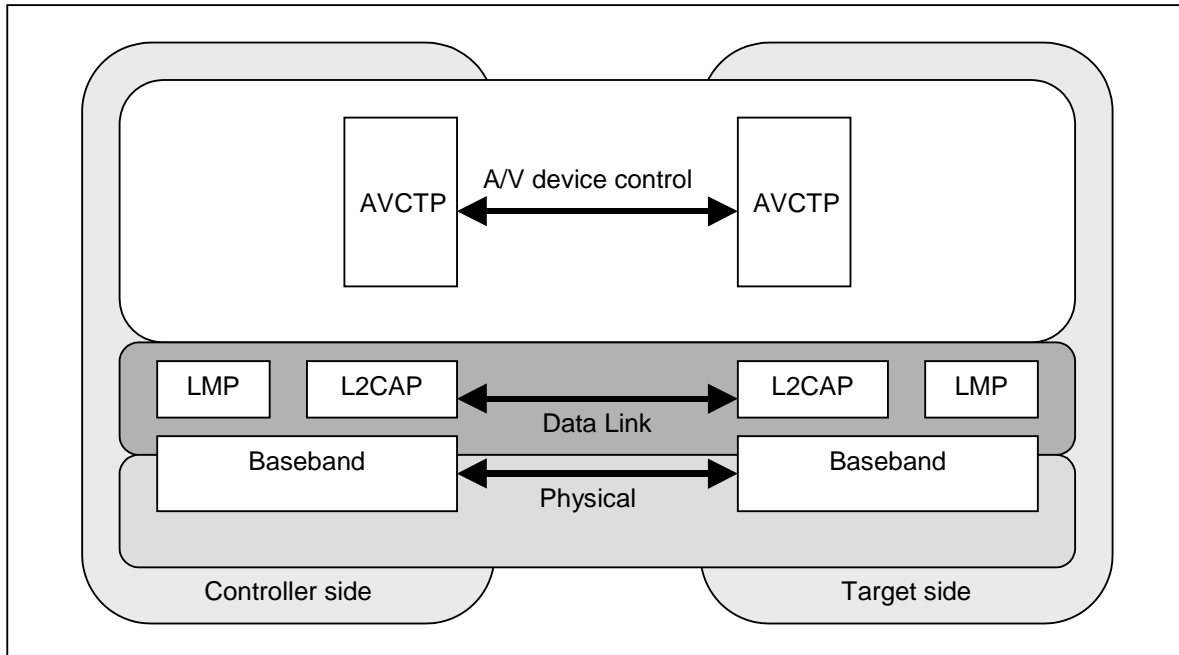 A/V device control
AVCTP
AVCTP
LMP
L2CAP
L2CAP
LMP
Data Link
Baseband
Baseband
Physical
Controller side
Target side